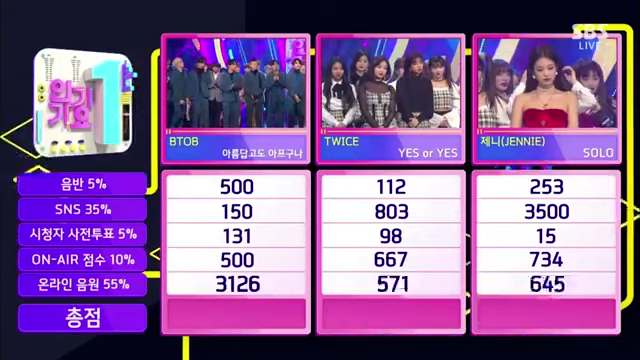 SBS
LIVE
인기
가요
1
BTOB
아름답고도 아프구나
TWICE
YES or YES
제니(JENNIE)
SOLO
음반 5% 500 112 253
SNS 35% 150 803 3500
시청자 사전투표 5% 131 98 15
ON-AIR 점수 10% 500 667 734
온라인 음원 55% 3126 571 645
총점